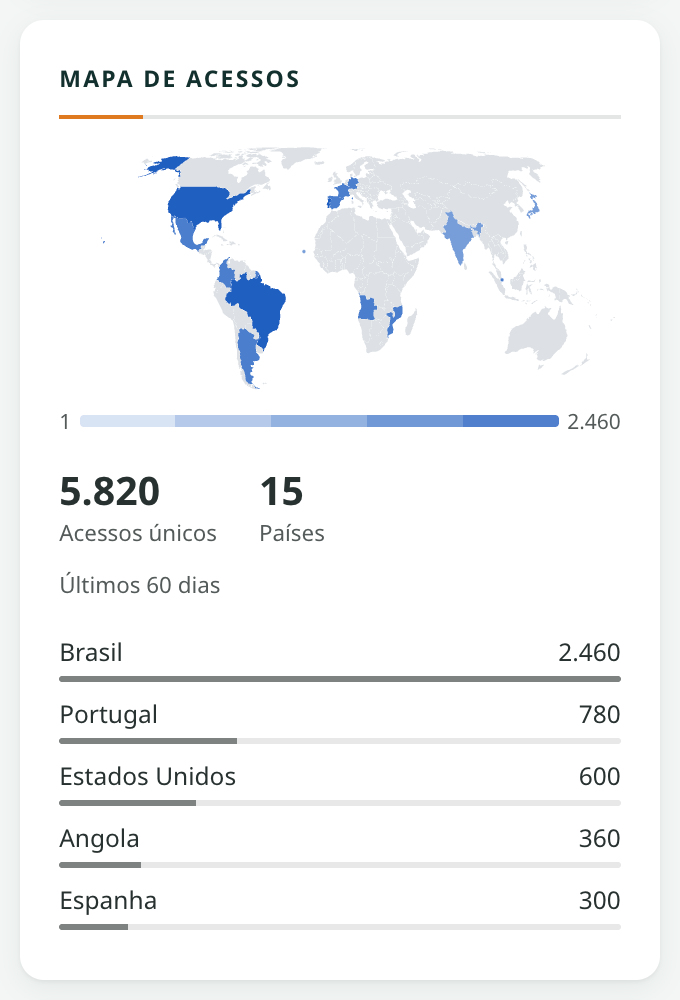 MAPA DE ACESSOS
1 2.460
5.820 15
Acessos únicos Países
Últimos 60 dias
Brasil 2.460
Portugal 780
Estados Unidos 600
Angola 360
Espanha 300